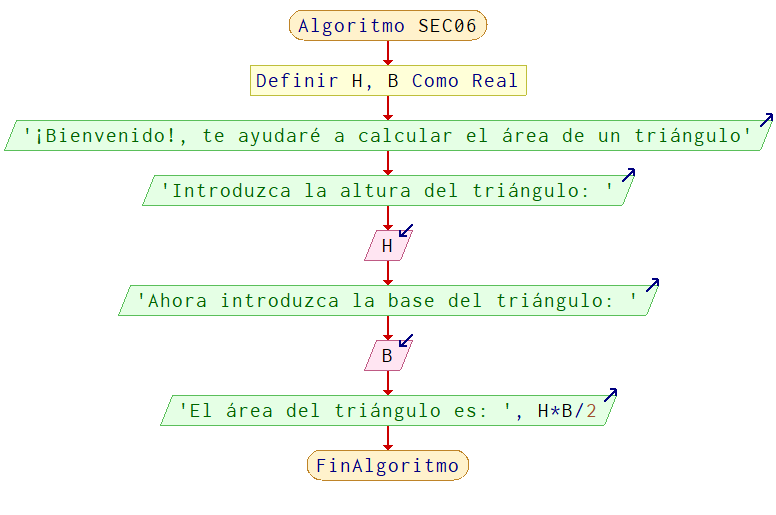 Algoritmo SEC06
Definir H, B Como Real
'¡Bienvenido!, te ayudaré a calcular el área de un triángulo'
'Introduzca la altura del triángulo: '
H
'Ahora introduzca la base del triángulo: '
B
'El área del triángulo es: ', H*B/2
FinAlgoritmo